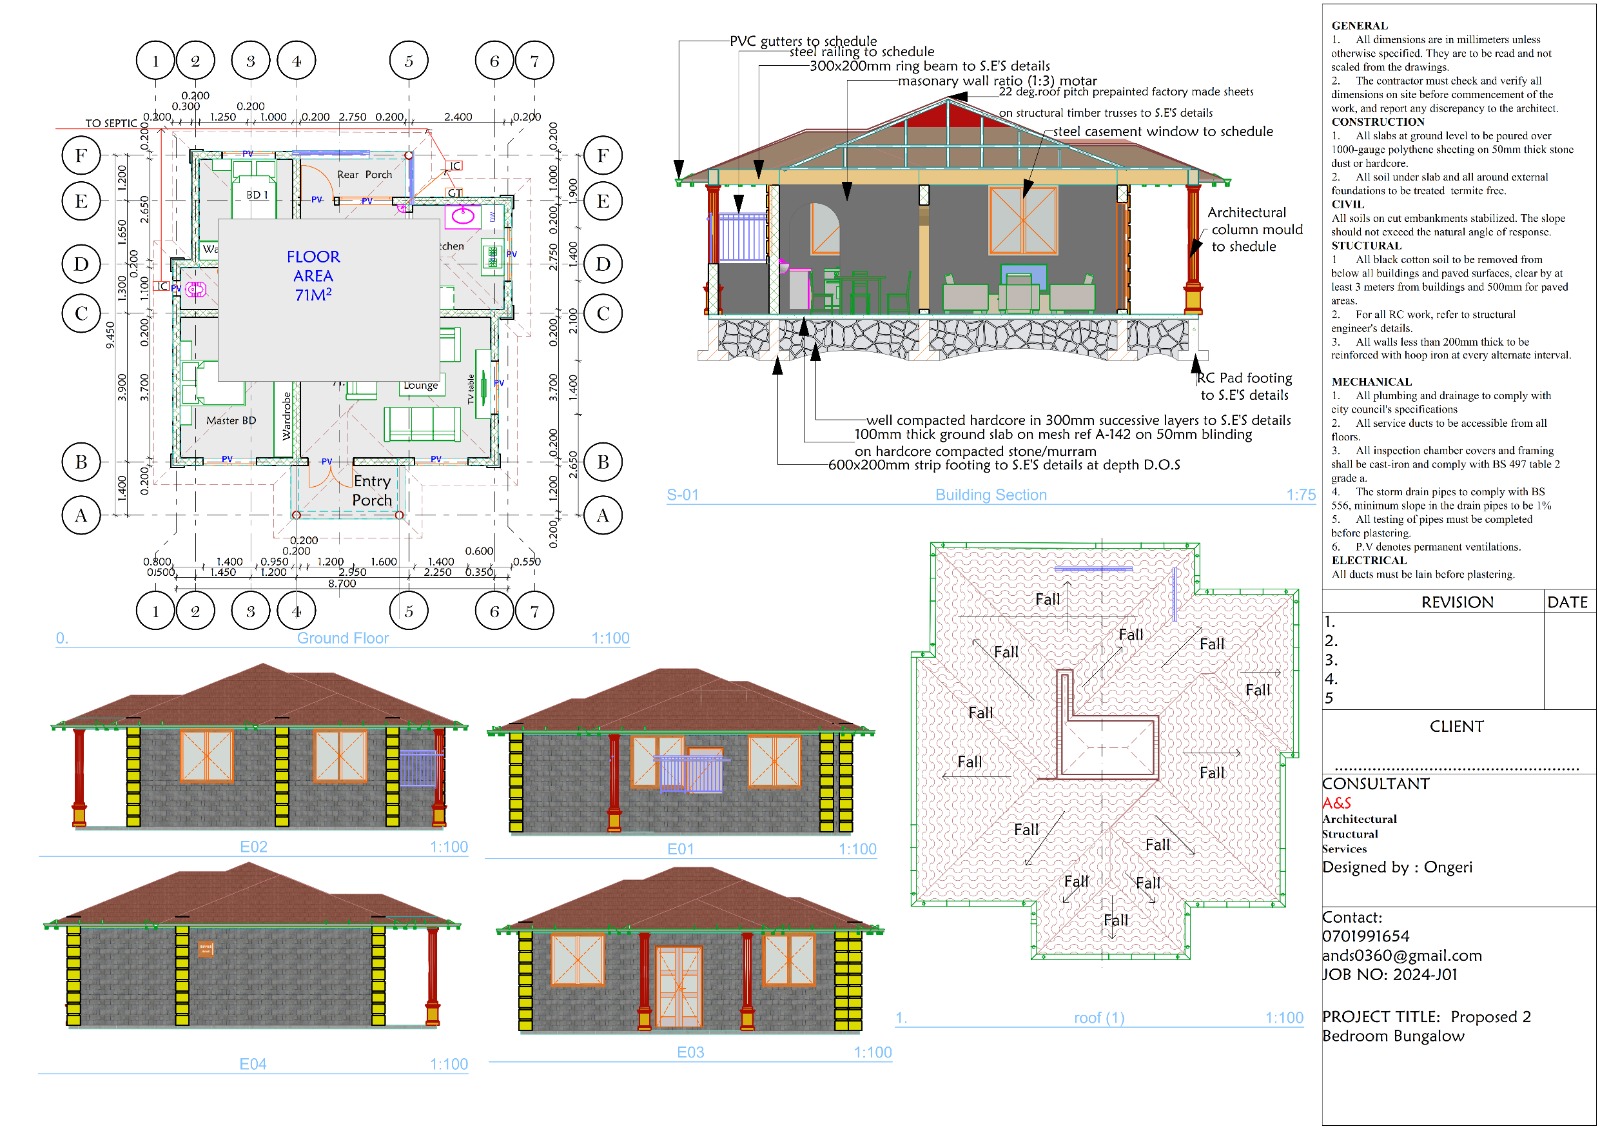 1 2 3 4 5 6 7
0.200
0.300 0.200
0.200 1.250 1.000 0.200 2.750 0.200 2.400 0.200
TO SEPTIC
F
E
D
C
B
A
F
E
D
C
B
A
0.200
1.200
2.650
1.650
0.200
1.300
1.100
0.200
9.450
3.900
3.700
1.400
0.200
0.200
1.000
1.900
0.200
2.750
1.400
2.100
0.200
3.700
1.400
2.650
1.200
0.200
PV
Rear Porch
IC
GT
BD 1
PV
PV
Wa
chen
PV
FLOOR
AREA
71M²
IC
PV
Lounge
PV
TV table
Master BD
Wardrobe
PV
PV
PV
Entry
Porch
0.200
0.200 0.600
0.800 1.400 0.950 1.200 1.600 1.400 0.550
0.500 1.450 1.200 2.950 2.250 0.350
8.700
1 2 3 4 5 6 7
0. Ground Floor 1:100
PVC gutters to schedule
steel railing to schedule
300x200mm ring beam to S.E'S details
masonary wall ratio (1:3) motar
22 deg.roof pitch prepainted factory made sheets
on structural timber trusses to S.E'S details
steel casement window to schedule
Architectural
column mould
to shedule
RC Pad footing
to S.E'S details
well compacted hardcore in 300mm successive layers to S.E'S details
100mm thick ground slab on mesh ref A-142 on 50mm blinding
on hardcore compacted stone/murram
600x200mm strip footing to S.E'S details at depth D.O.S
S-01 Building Section 1:75
E02 1:100
E01 1:100
E04 1:100
E03 1:100
Fall
Fall
Fall
Fall
Fall
Fall
Fall
Fall
Fall
Fall
Fall
Fall
Fall
1. roof (1) 1:100
GENERAL
1. All dimensions are in millimeters unless
otherwise specified. They are to be read and not
scaled from the drawings.
2. The contractor must check and verify all
dimensions on site before commencement of the
work, and report any discrepancy to the architect.
CONSTRUCTION
1. All slabs at ground level to be poured over
1000-gauge polythene sheeting on 50mm thick stone
dust or hardcore.
2. All soil under slab and all around external
foundations to be treated termite free.
CIVIL
All soils on cut embankments stabilized. The slope
should not exceed the natural angle of response.
STUCTURAL
1 All black cotton soil to be removed from
below all buildings and paved surfaces, clear by at
least 3 meters from buildings and 500mm for paved
areas.
2. For all RC work, refer to structural
engineer's details.
3. All walls less than 200mm thick to be
reinforced with hoop iron at every alternate interval.
MECHANICAL
1. All plumbing and drainage to comply with
city council's specifications
2. All service ducts to be accessible from all
floors.
3. All inspection chamber covers and framing
shall be cast-iron and comply with BS 497 table 2
grade a.
4. The storm drain pipes to comply with BS
556, minimum slope in the drain pipes to be 1%
5. All testing of pipes must be completed
before plastering.
6. P.V denotes permanent ventilations.
ELECTRICAL
All ducts must be lain before plastering.
REVISION DATE
1.
2.
3.
4.
5
CLIENT
CONSULTANT
A&S
Architectural
Structural
Services
Designed by : Ongeri
Contact:
0701991654
ands0360@gmail.com
JOB NO: 2024-J01
PROJECT TITLE: Proposed 2
Bedroom Bungalow